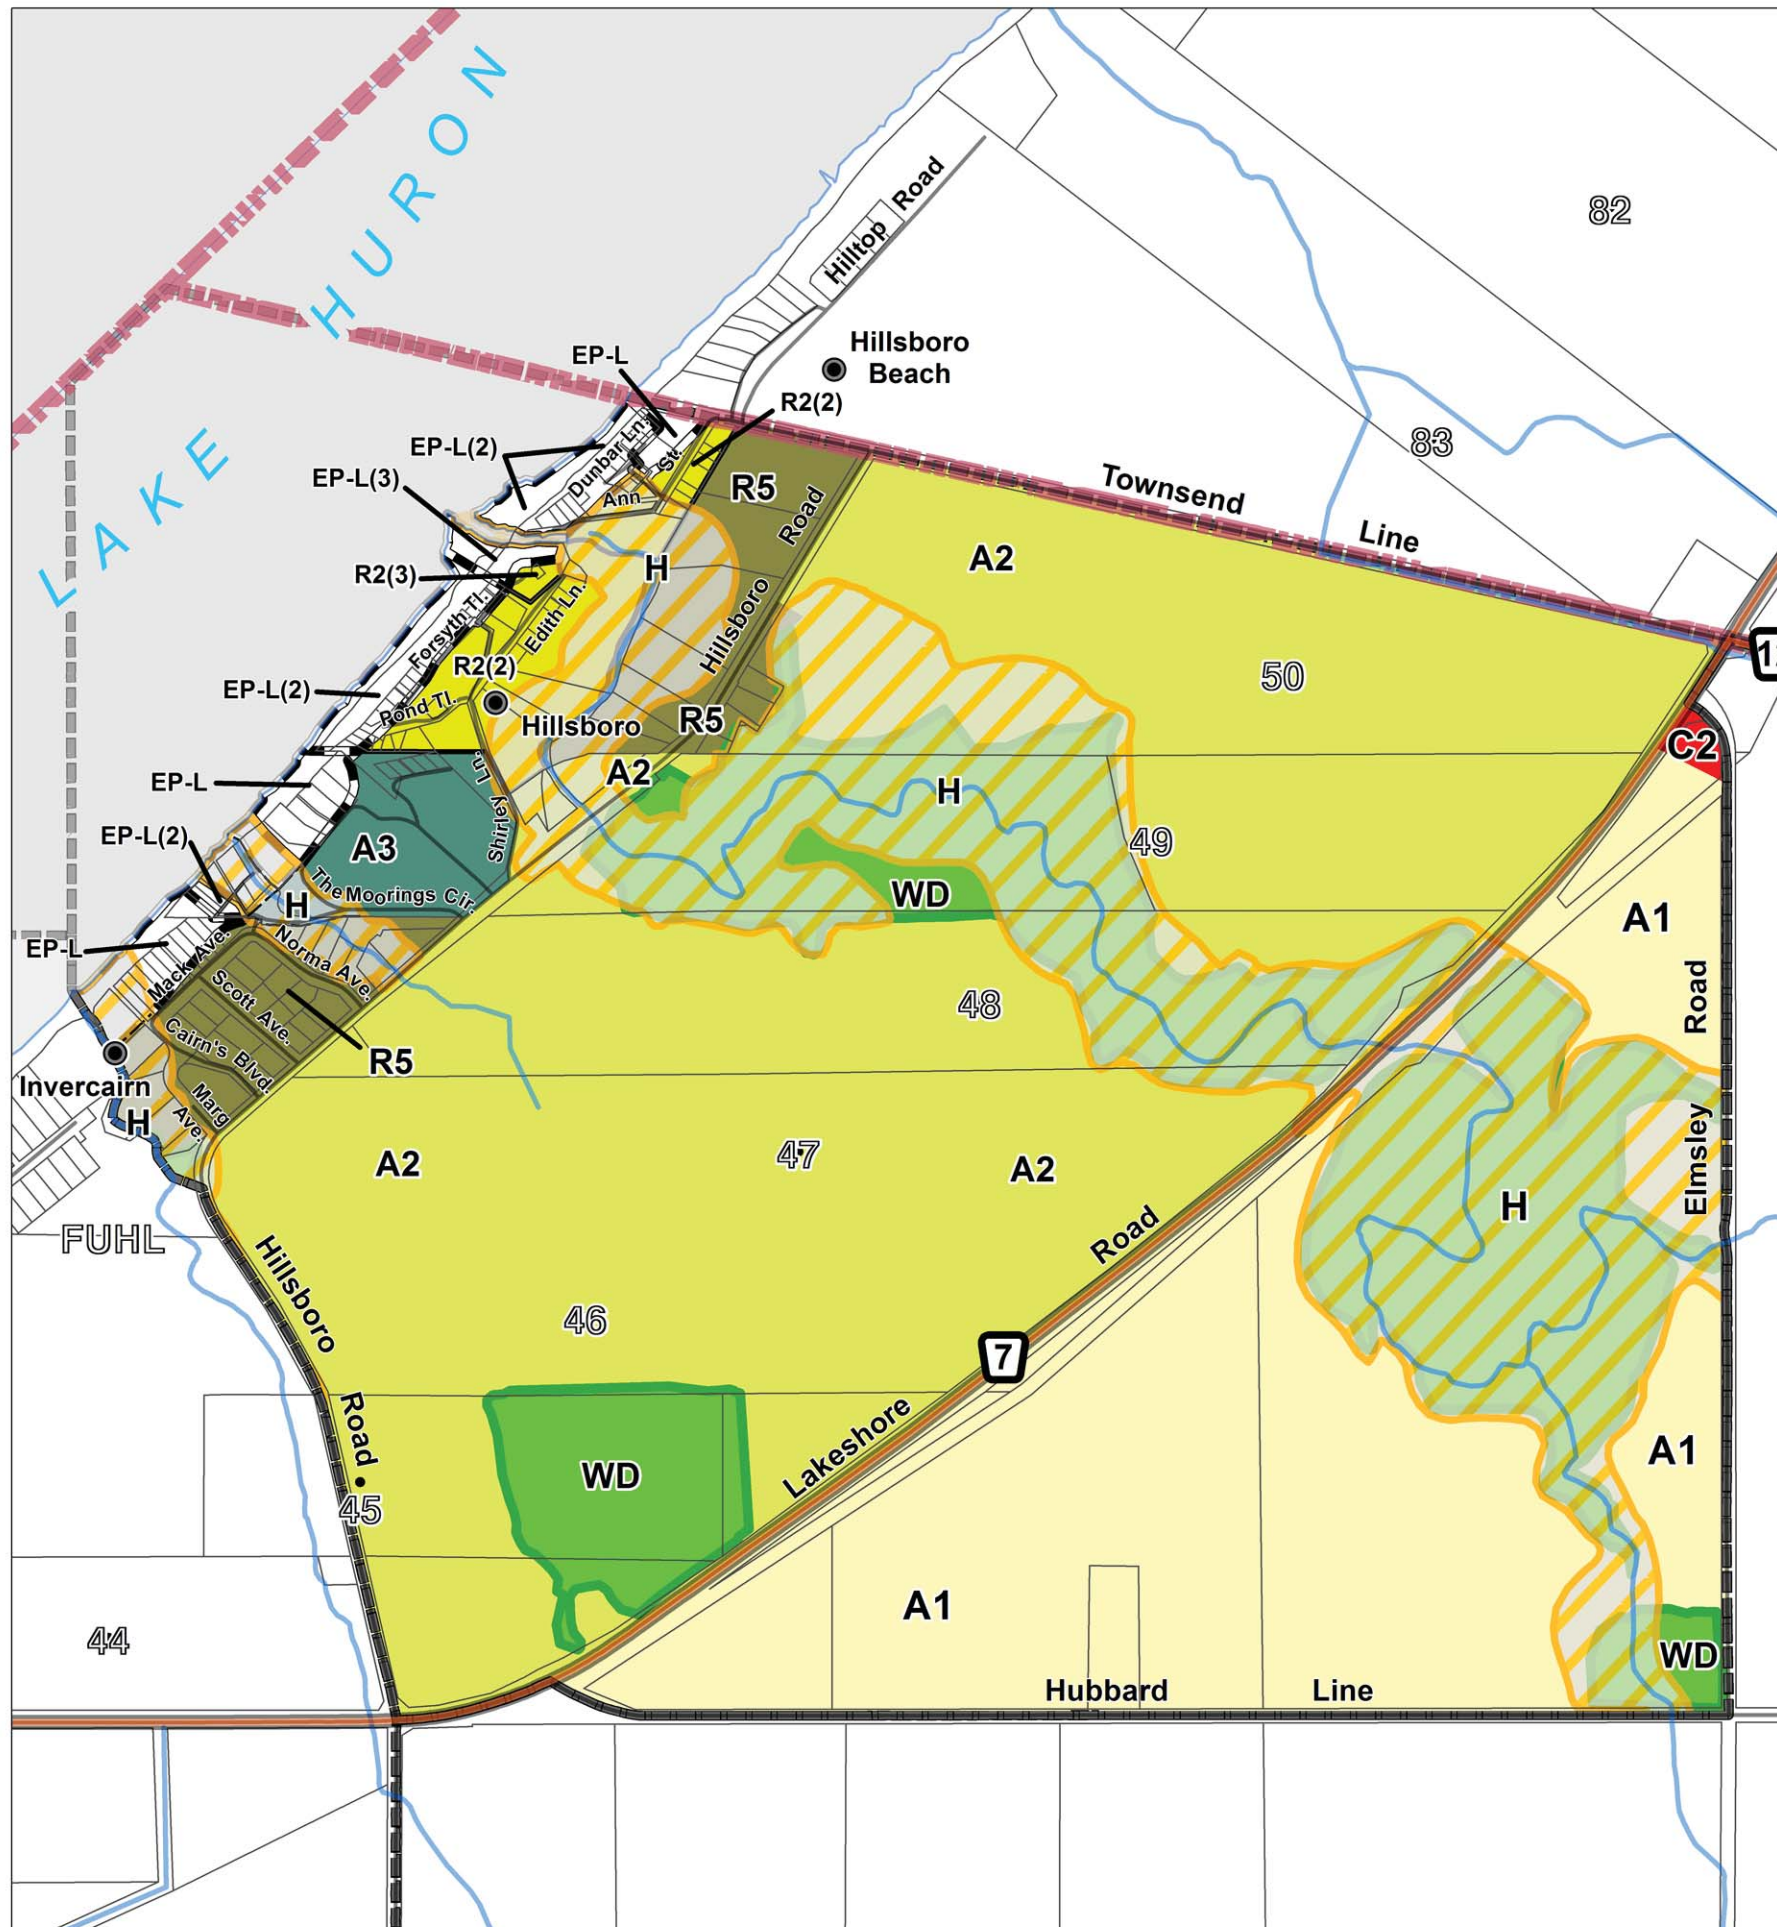 LAKE HURON
82
Hilltop Road
Hillsboro
Beach
EP-L
R2(2)
EP-L(2)
83
EP-L(3)
Dunbar Ln.
Ann St.
R5
Townsend Line
R2(3)
H
Hillsboro Road
A2
Forsyth Tl.
Edith Ln.
R2(2)
EP-L(2)
Pond Tl.
Hillsboro
R5
50
C2
EP-L
A2
H
Shirley Ln.
EP-L(2)
A3
49
WD
The Moorings Cir.
H
A1
EP-L
Mack Ave.
Norma Ave.
Scott Ave.
48
Elmsley Road
Cairn's Blvd.
R5
Invercairn
Marg Ave.
H
A2
47
A2
H
FUHL
Hillsboro Road
46
7
Lakeshore Road
WD
A1
45
A1
44
WD
Hubbard Line